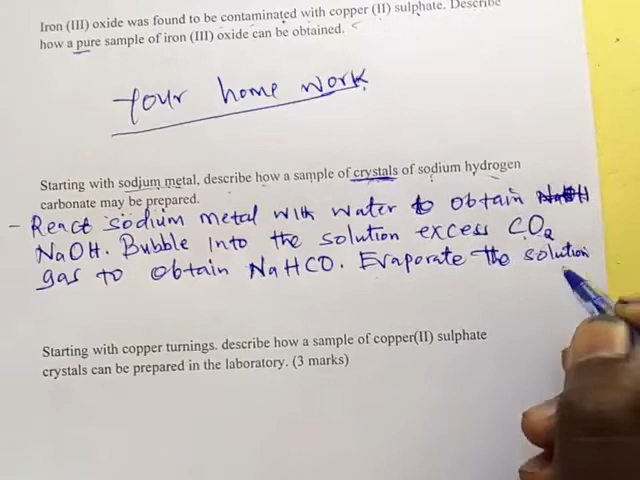 Iron (III) oxide was found to be contaminated with copper (II) sulphate. Describe
how a pure sample of iron (III) oxide can be obtained.
Your home work
Starting with sodium metal, describe how a sample of crystals of sodium hydrogen
carbonate may be prepared.
- React sodium metal with water to obtain NaOH
NaOH. Bubble into the solution excess CO₂
gas to obtain NaHCO. Evaporate the solution
Starting with copper turnings. describe how a sample of copper(II) sulphate
crystals can be prepared in the laboratory. (3 marks)